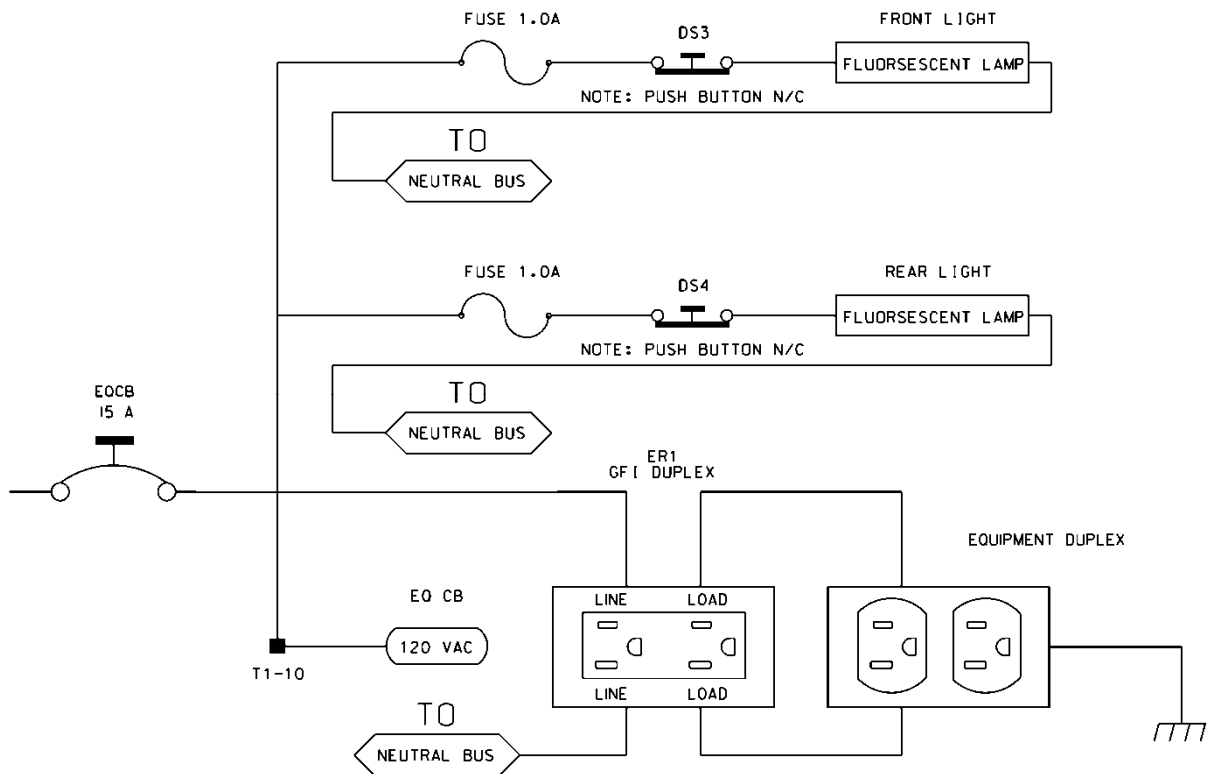 FUSE 1.0A
DS3
FRONT LIGHT
FLUORSESCENT LAMP
NOTE: PUSH BUTTON N/C
TO
NEUTRAL BUS
FUSE 1.0A
DS4
REAR LIGHT
FLUORSESCENT LAMP
NOTE: PUSH BUTTON N/C
TO
NEUTRAL BUS
EQCB
15 A
ER1
GFI DUPLEX
EQUIPMENT DUPLEX
LINE LOAD
EQ CB
120 VAC
T1-10
LINE LOAD
TO
NEUTRAL BUS